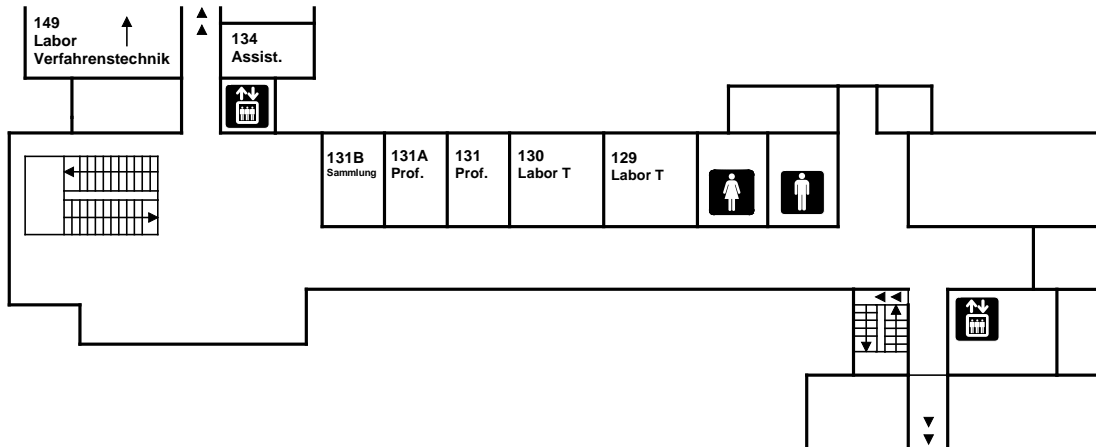 149
Labor
Verfahrenstechnik
134
Assist.
131B
Sammlung
131A
Prof.
131
Prof.
130
Labor T
129
Labor T